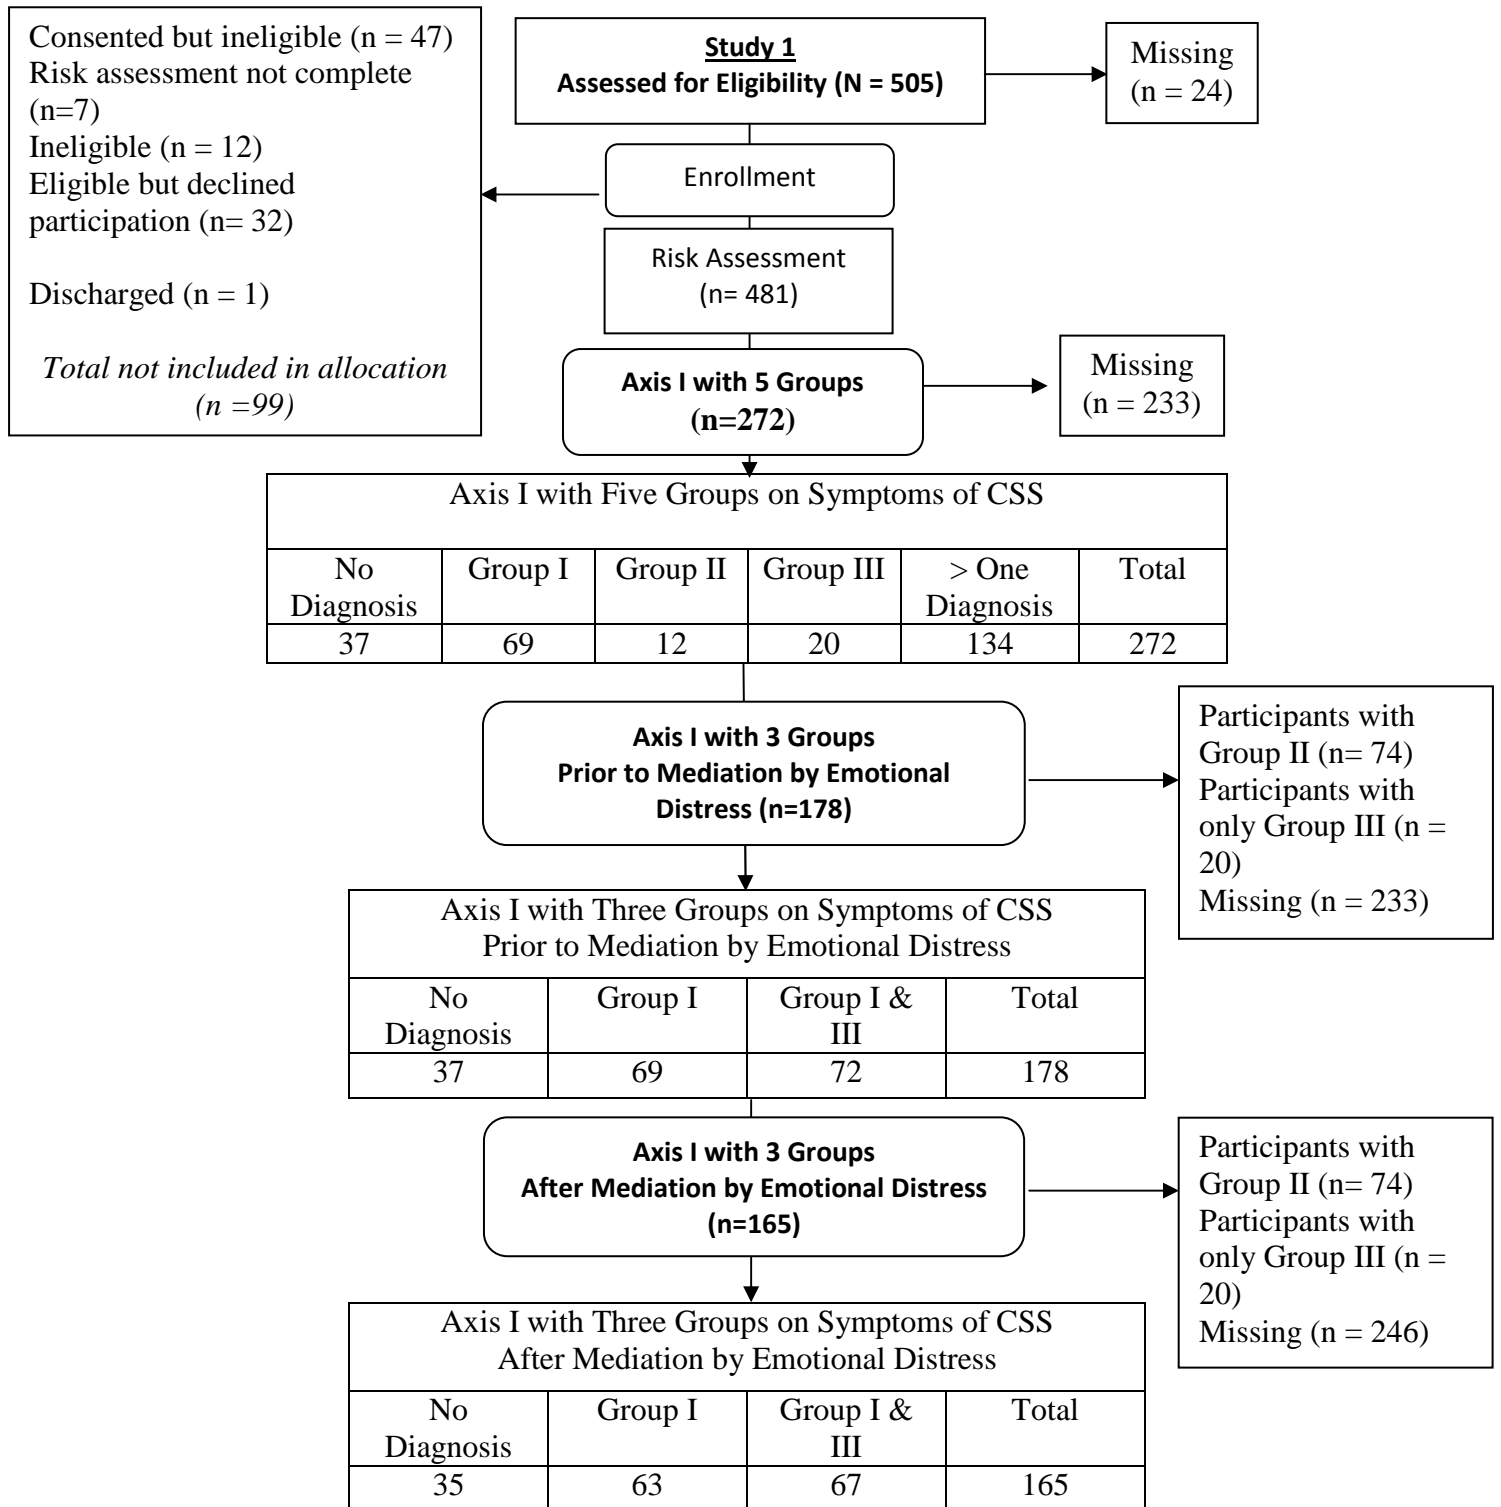 Consented but ineligible (n = 47)
Risk assessment not complete
(n=7)
Ineligible (n = 12)
Eligible but declined
participation (n= 32)
Discharged (n = 1)
Total not included in allocation
(n =99)
Study 1
Assessed for Eligibility (N = 505)
Missing
(n = 24)
Enrollment
Risk Assessment
(n= 481)
Axis I with 5 Groups
(n=272)
Missing
(n = 233)
Axis I with Five Groups on Symptoms of CSS
No Diagnosis Group I Group II Group III > One Diagnosis Total
37 69 12 20 134 272
Axis I with 3 Groups
Prior to Mediation by Emotional
Distress (n=178)
Participants with
Group II (n= 74)
Participants with
only Group III (n =
20)
Missing (n = 233)
Axis I with Three Groups on Symptoms of CSS
Prior to Mediation by Emotional Distress
No Diagnosis Group I Group I & III Total
37 69 72 178
Axis I with 3 Groups
After Mediation by Emotional Distress
(n=165)
Participants with
Group II (n= 74)
Participants with
only Group III (n =
20)
Missing (n = 246)
Axis I with Three Groups on Symptoms of CSS
After Mediation by Emotional Distress
No Diagnosis Group I Group I & III Total
35 63 67 165